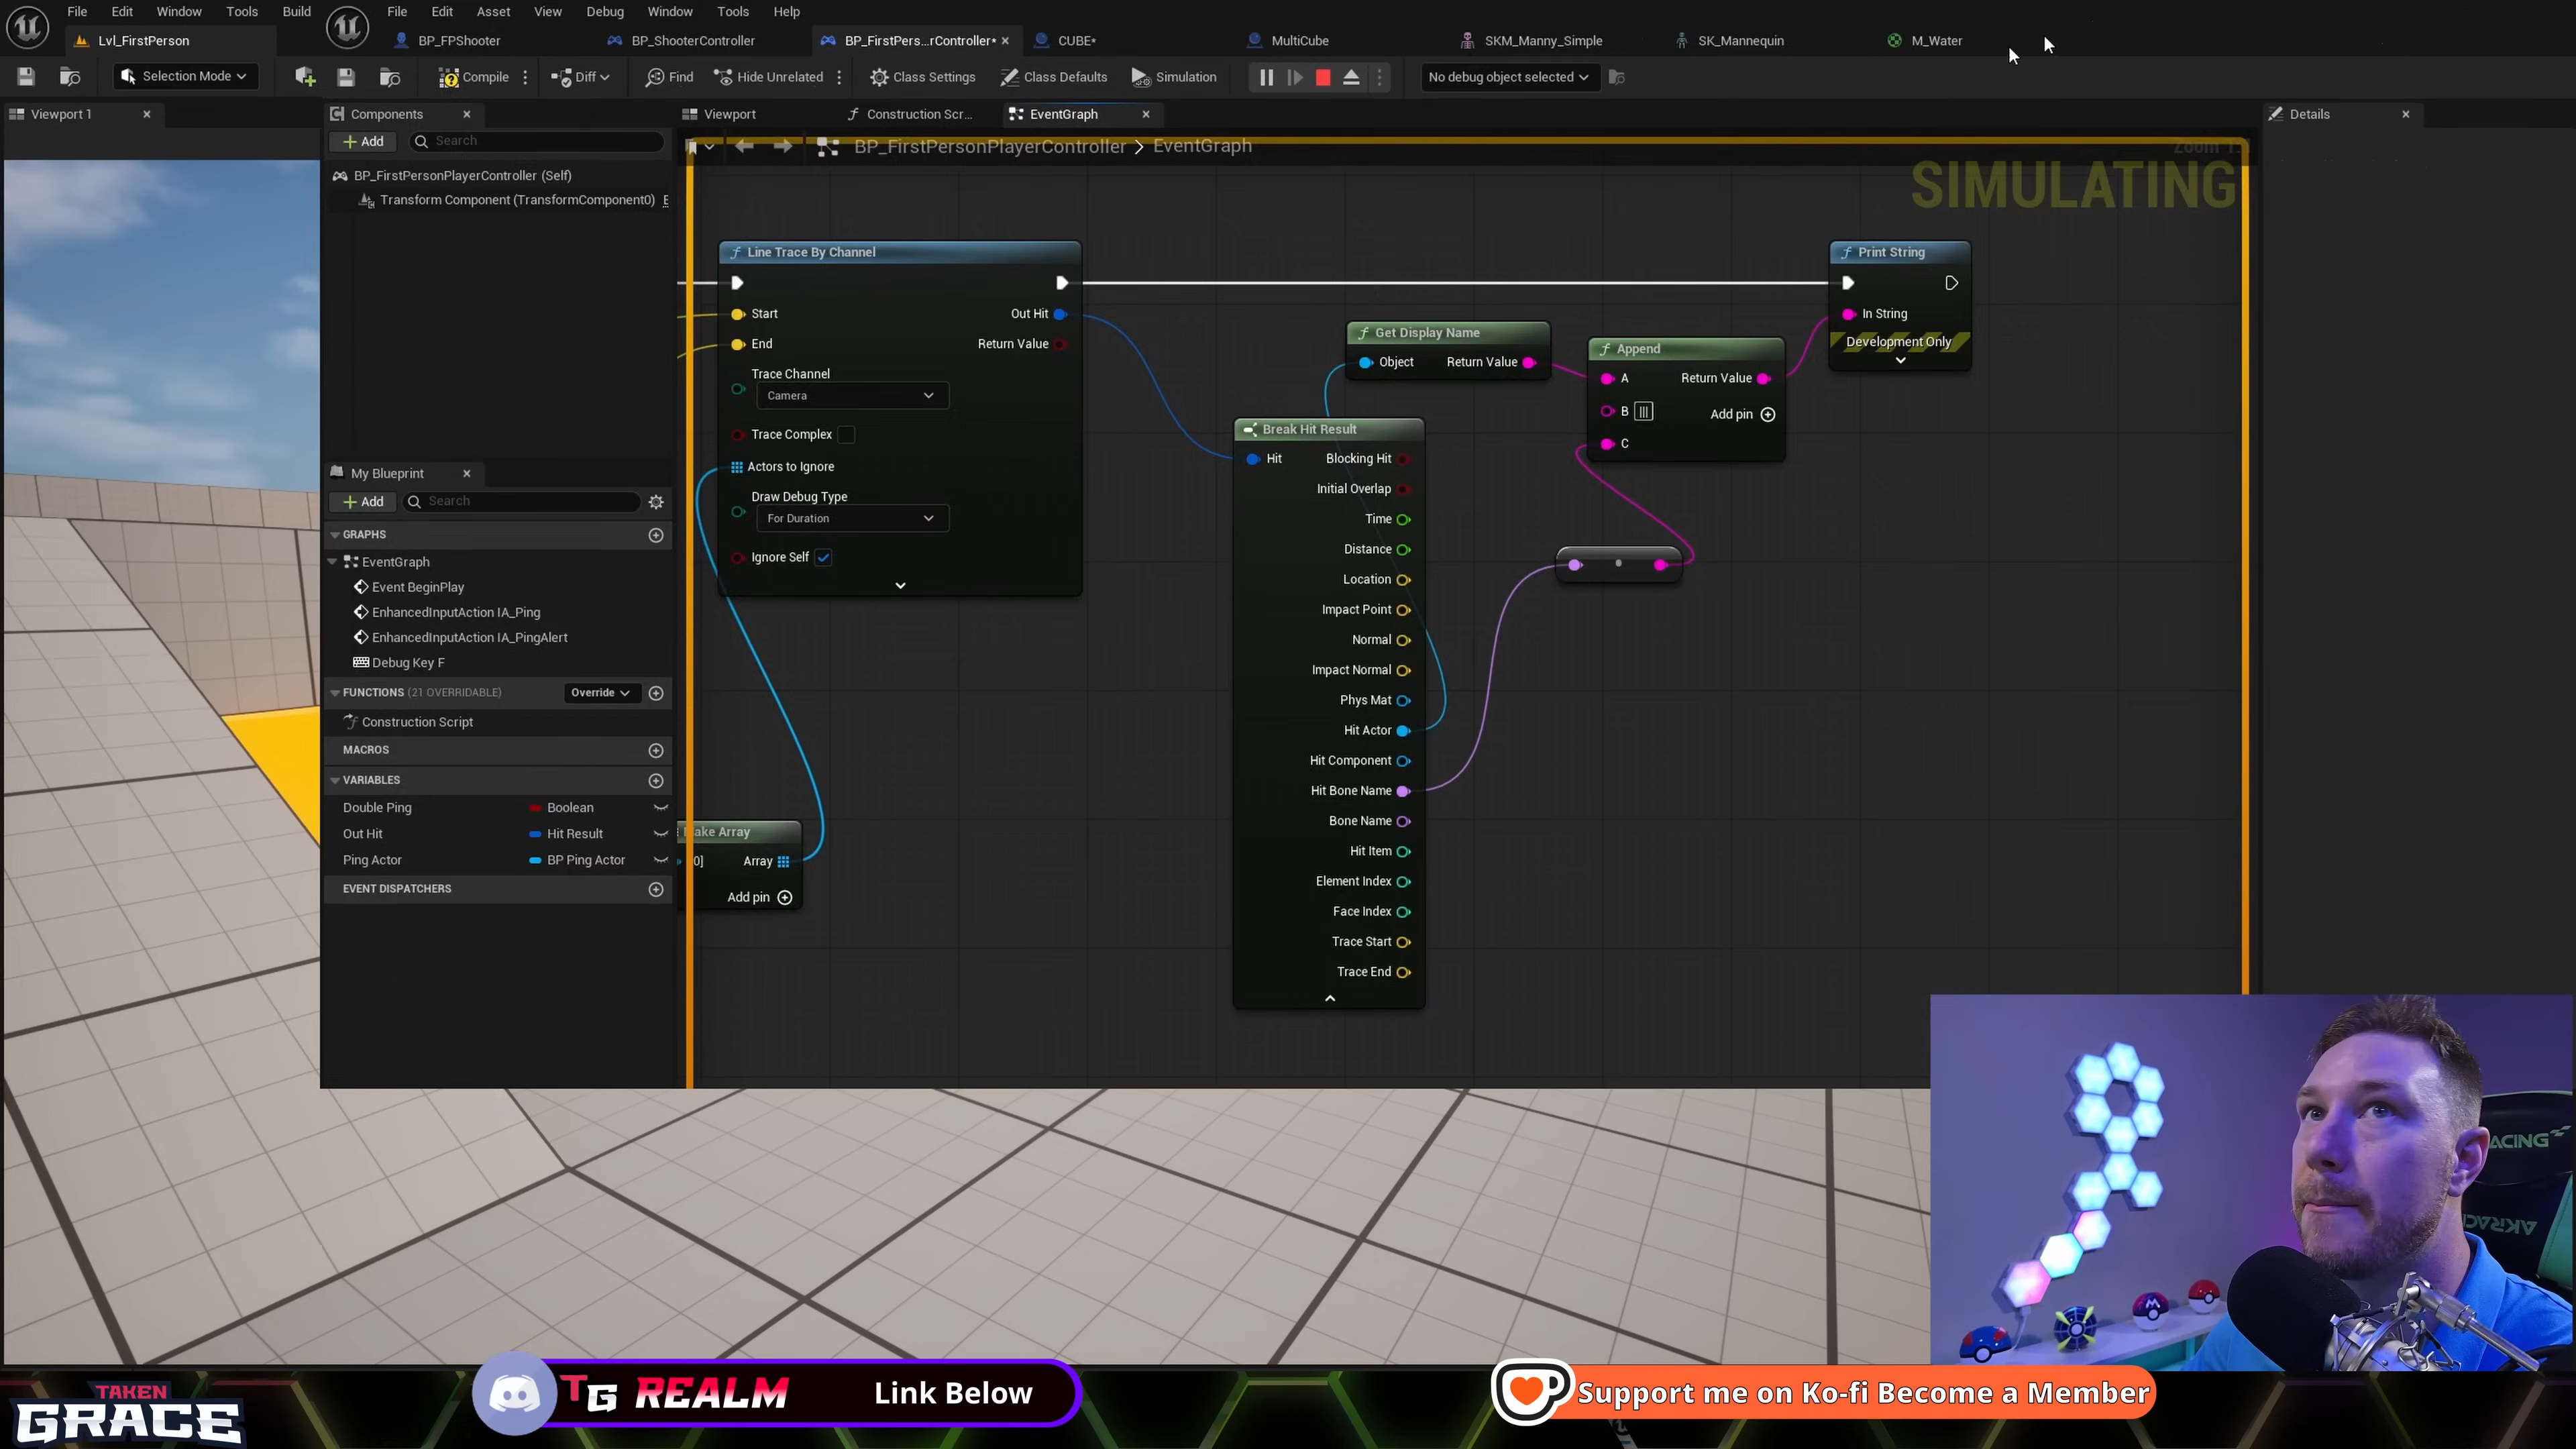 File Edit Window Tools Build
File Edit Asset View Debug Window Tools Help
Lvl_FirstPerson
BP_FPShooter
BP_ShooterController
BP_FirstPers...rController*
CUBE*
MultiCube
SKM_Manny_Simple
SK_Mannequin
M_Water
Selection Mode
Compile
Diff
Find
Hide Unrelated
Class Settings
Class Defaults
Simulation
No debug object selected
Viewport 1
Components
Viewport
Construction Scr...
EventGraph
Details
Add
Search
BP_FirstPersonPlayerController > EventGraph
SIMULATING
BP_FirstPersonPlayerController (Self)
Transform Component (TransformComponent0)
My Blueprint
Add
Search
GRAPHS
EventGraph
Event BeginPlay
EnhancedInputAction IA_Ping
EnhancedInputAction IA_PingAlert
Debug Key F
FUNCTIONS (21 OVERRIDABLE)
Override
Construction Script
MACROS
VARIABLES
Double Ping Boolean
Out Hit Hit Result
Ping Actor BP Ping Actor
EVENT DISPATCHERS
Line Trace By Channel
Start
Out Hit
End
Return Value
Trace Channel
Camera
Trace Complex
Actors to Ignore
Draw Debug Type
For Duration
Ignore Self
Make Array
[0]
Array
Add pin
Break Hit Result
Hit
Blocking Hit
Initial Overlap
Time
Distance
Location
Impact Point
Normal
Impact Normal
Phys Mat
Hit Actor
Hit Component
Hit Bone Name
Bone Name
Hit Item
Element Index
Face Index
Trace Start
Trace End
Get Display Name
Object
Return Value
Append
A
Return Value
B
Add pin
C
Print String
In String
Development Only
AKRACING
TAKEN
GRACE
TG REALM
Link Below
Support me on Ko-fi Become a Member